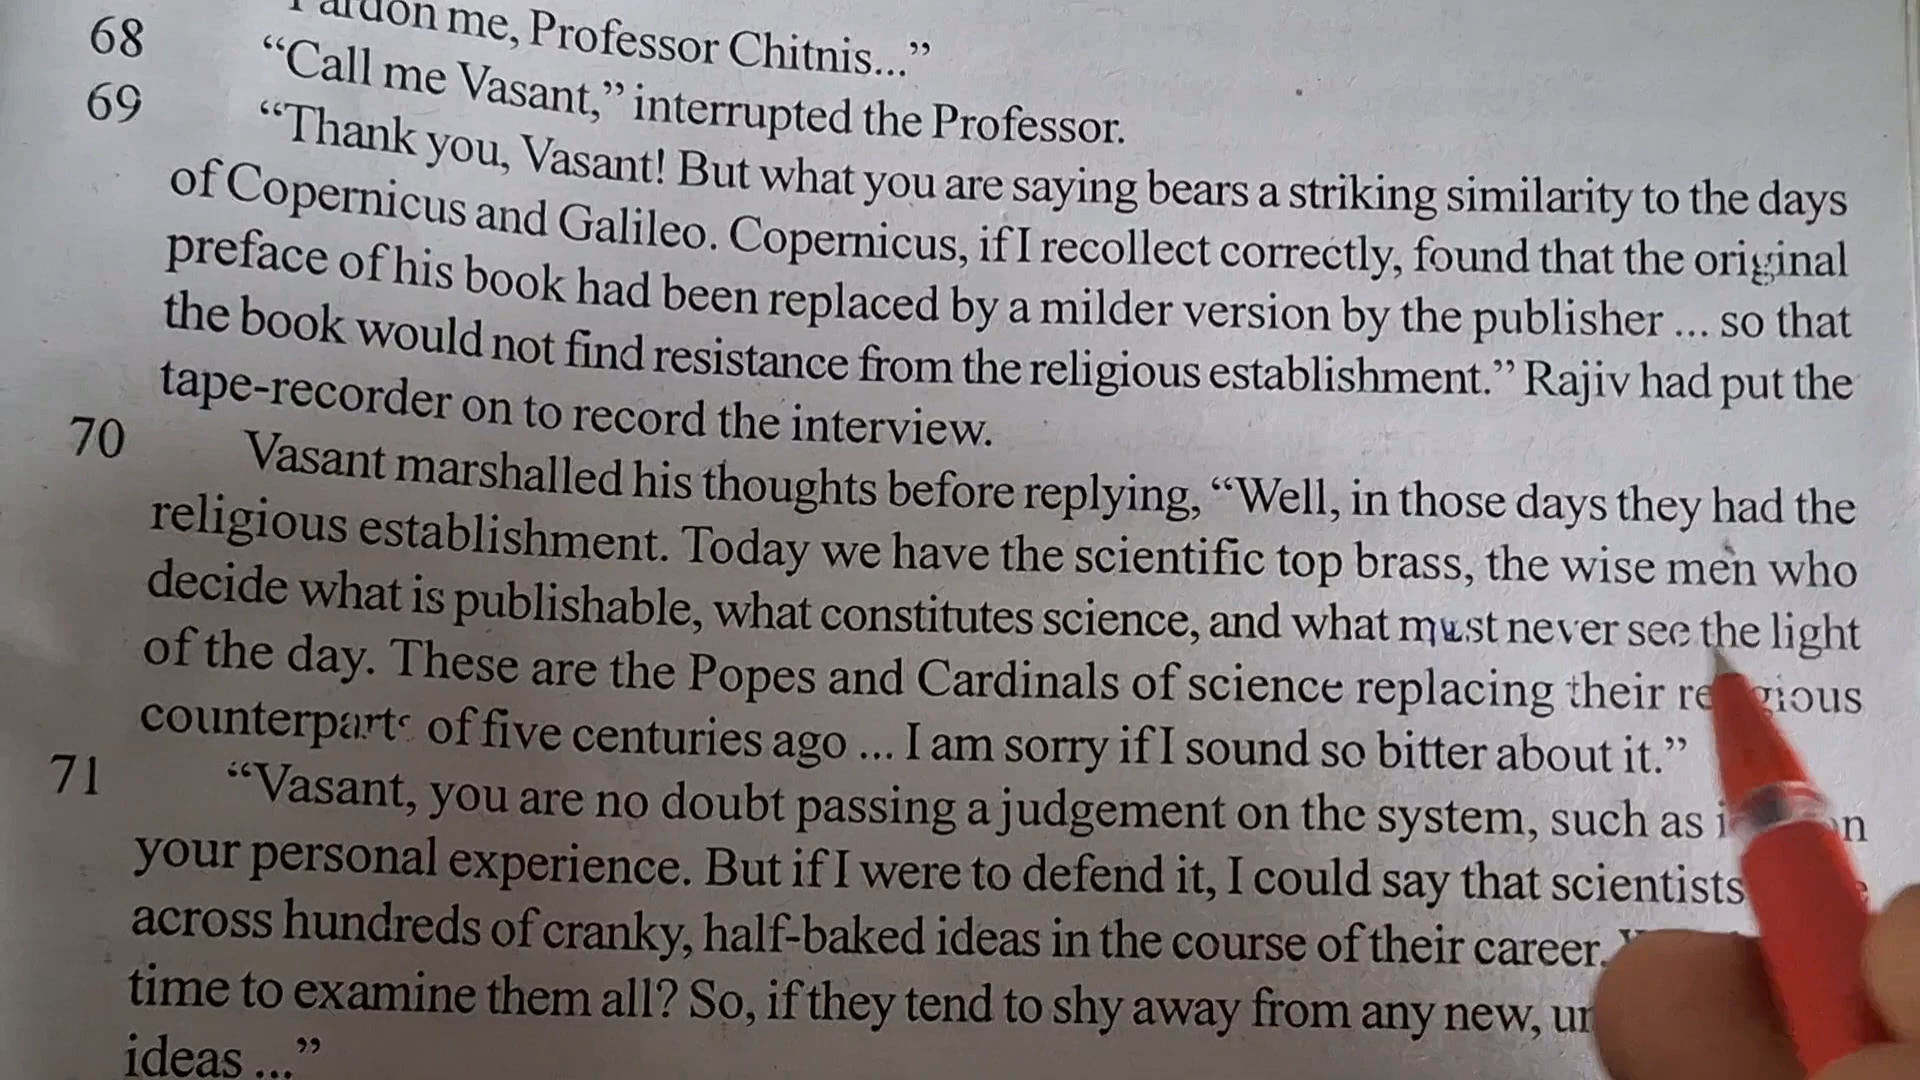 me, Professor Chitnis..."
68 "Call me Vasant," interrupted the Professor.
69 "Thank you, Vasant! But what you are saying bears a striking similarity to the days
of Copernicus and Galileo. Copernicus, if I recollect correctly, found that the original
preface of his book had been replaced by a milder version by the publisher ... so that
the book would not find resistance from the religious establishment." Rajiv had put the
tape-recorder on to record the interview.
70 Vasant marshalled his thoughts before replying, "Well, in those days they had the
religious establishment. Today we have the scientific top brass, the wise men who
decide what is publishable, what constitutes science, and what must never see the light
of the day. These are the Popes and Cardinals of science replacing their religious
counterparts of five centuries ago ... I am sorry if I sound so bitter about it."
71 "Vasant, you are no doubt passing a judgement on the system, such as
your personal experience. But if I were to defend it, I could say that scientists
across hundreds of cranky, half-baked ideas in the course of their career.
time to examine them all? So, if they tend to shy away from any new,
ideas ..."